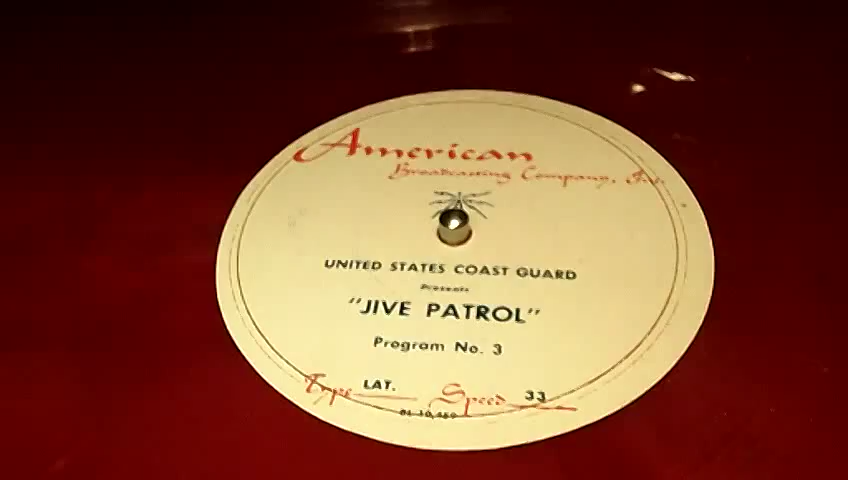 American
Broadcasting Company, Inc.
UNITED STATES COAST GUARD
Presents
"JIVE PATROL"
Program No. 3
Type LAT. Speed 33